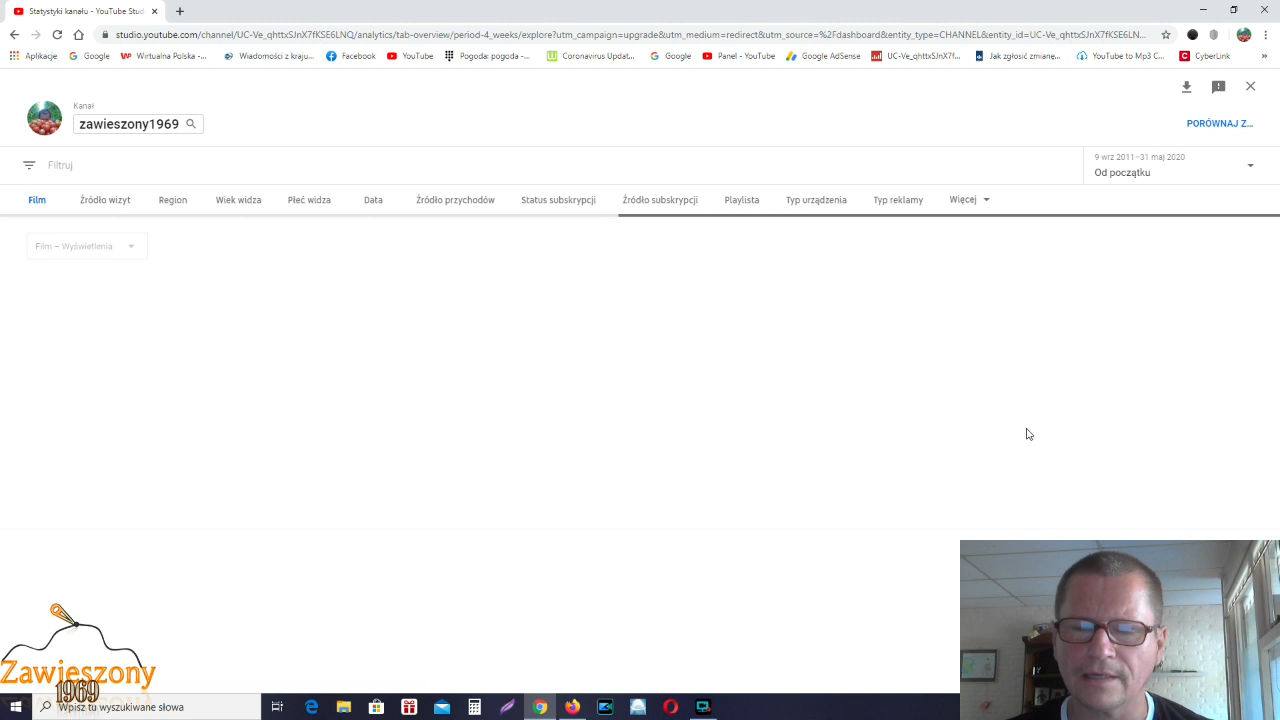 Statystyki kanału - YouTube Stud
studio.youtube.com/channel/UC-Ve_qhttxSJnX7fKSE6LNQ/analytics/tab-overview/period-4_weeks/explore?utm_campaign=upgrade&utm_medium=redirect&utm_source=%2Fdashboard&entity_type=CHANNEL&entity_id=UC-Ve_qhttxSJnX7fKSE6LN...
Aplikacje Google Wirtualna Polska -... Wiadomości z kraju,... Facebook YouTube Pogoda: pogoda -... Coronavirus Updat... Google Panel - YouTube Google AdSense UC-Ve_qhttxSJnX7f... Jak zgłosić zmianę... YouTube to Mp3 C... CyberLink »
Kanał
zawieszony1969
PORÓWNAJ Z...
Filtruj
9 wrz 2011–31 maj 2020
Od początku
Film Źródło wizyt Region Wiek widza Płeć widza Data Źródło przychodów Status subskrypcji Źródło subskrypcji Playlista Typ urządzenia Typ reklamy Więcej
Film – Wyświetlenia
Zawieszony
1969
Wpisz tu wyszukiwane słowa